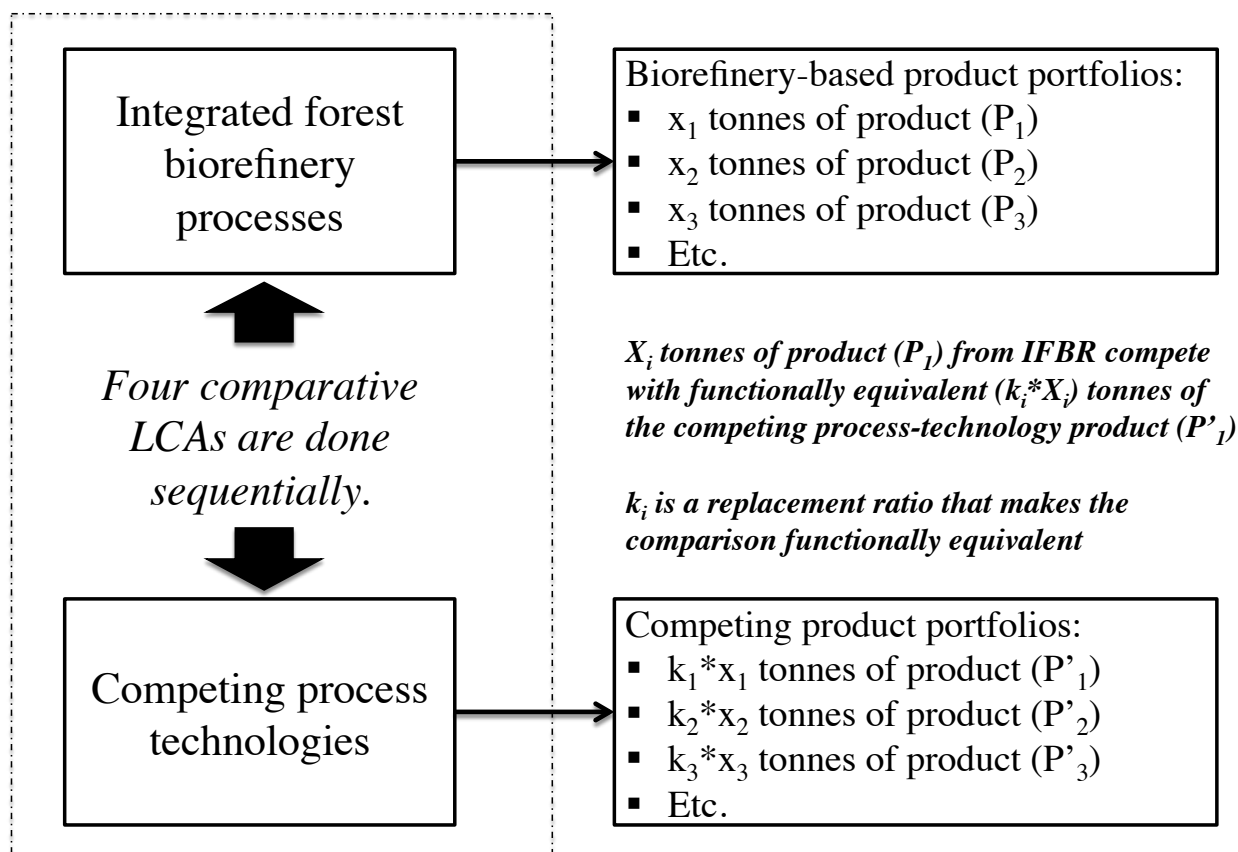 Integrated forest
biorefinery
processes
Biorefinery-based product portfolios:
▪ x₁ tonnes of product (P₁)
▪ x₂ tonnes of product (P₂)
▪ x₃ tonnes of product (P₃)
▪ Etc.
Four comparative
LCAs are done
sequentially.
Xᵢ tonnes of product (P₁) from IFBR compete
with functionally equivalent (kᵢ*Xᵢ) tonnes of
the competing process-technology product (P’₁)
kᵢ is a replacement ratio that makes the
comparison functionally equivalent
Competing process
technologies
Competing product portfolios:
▪ k₁*x₁ tonnes of product (P’₁)
▪ k₂*x₂ tonnes of product (P’₂)
▪ k₃*x₃ tonnes of product (P’₃)
▪ Etc.